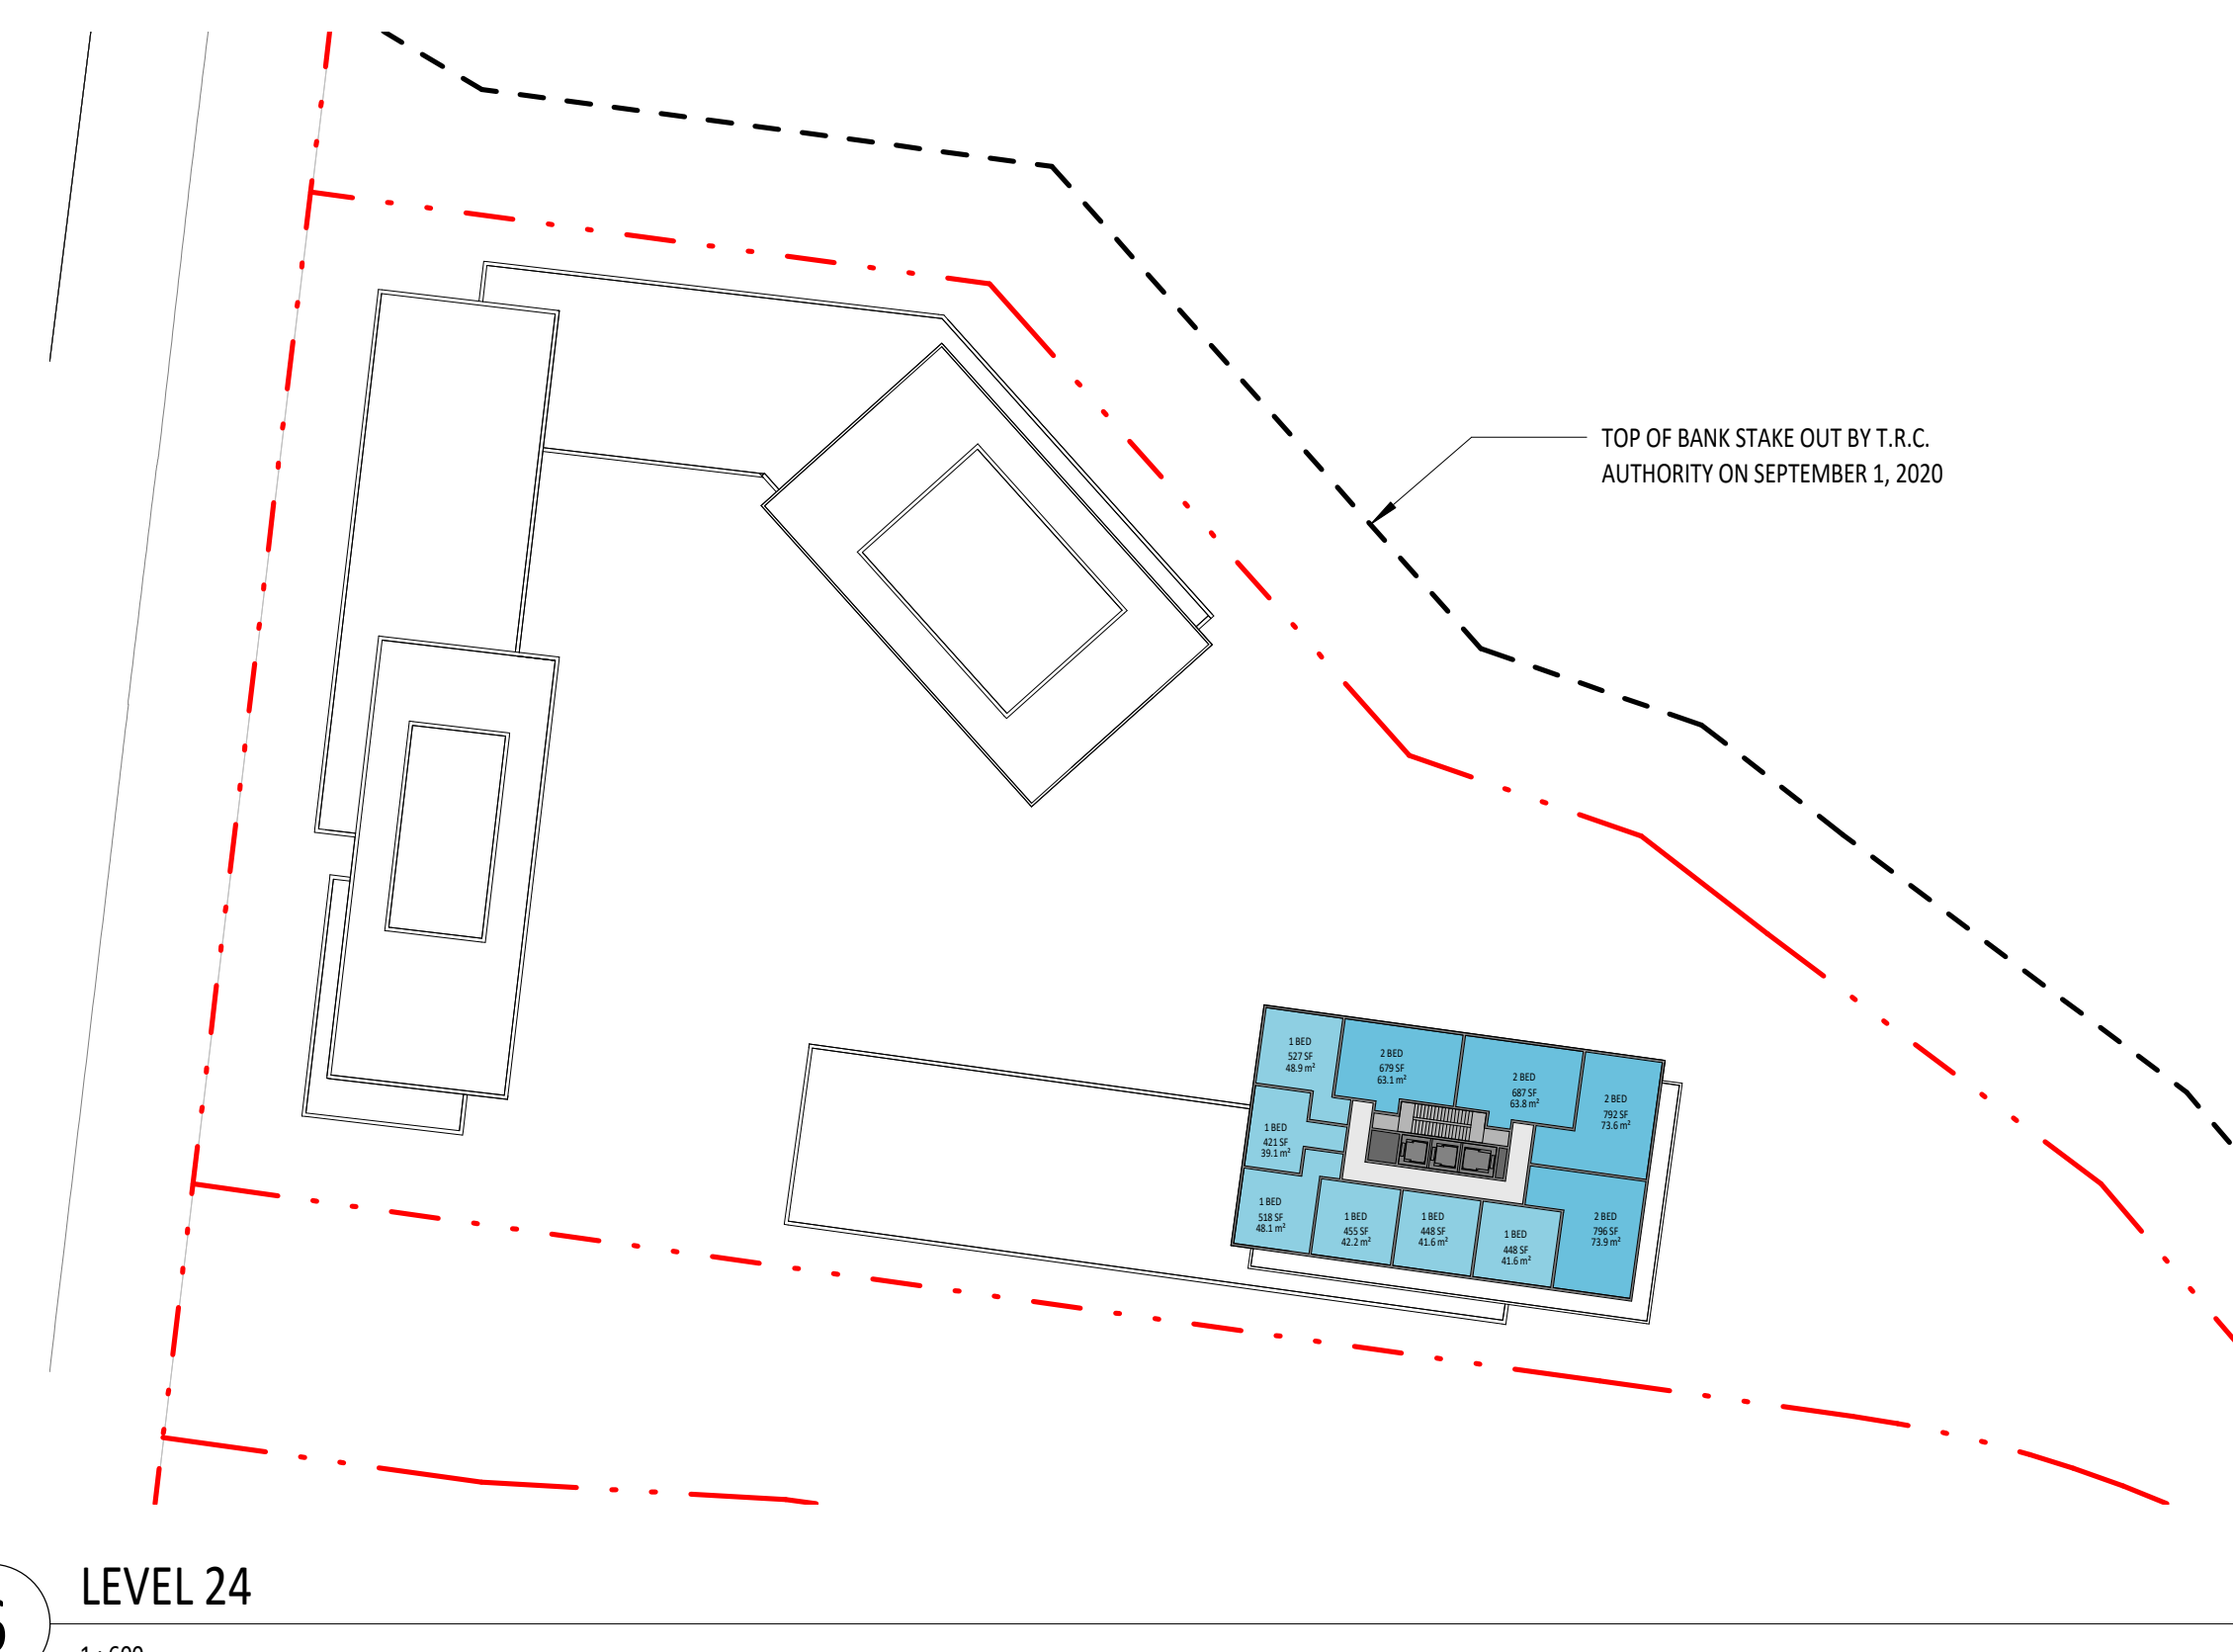 TOP OF BANK STAKE OUT BY T.R.C.
AUTHORITY ON SEPTEMBER 1, 2020
1 BED
527 SF
48.9 m²
2 BED
679 SF
63.1 m²
2 BED
687 SF
63.8 m²
2 BED
792 SF
73.6 m²
1 BED
421 SF
39.1 m²
1 BED
518 SF
48.1 m²
1 BED
455 SF
42.2 m²
1 BED
448 SF
41.6 m²
1 BED
448 SF
41.6 m²
2 BED
796 SF
73.9 m²
LEVEL 24
1 : 600